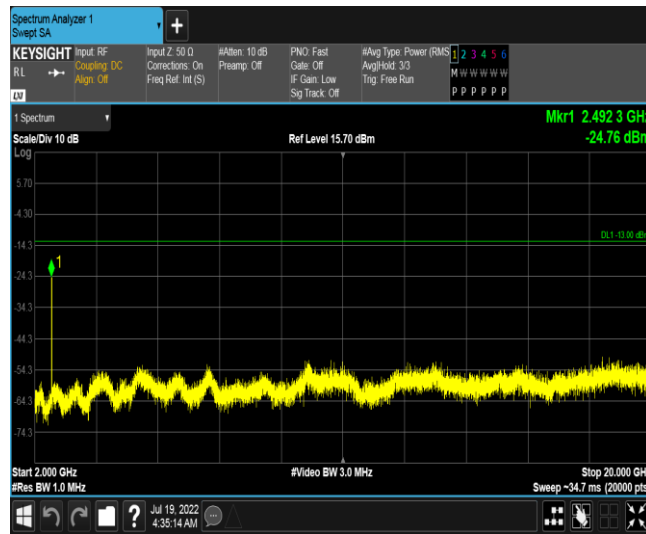 Spectrum Analyzer 1
Swept SA
+
KEYSIGHT
RL
LXI
Input: RF
Coupling: DC
Align: Off
Input Z: 50 Ω
Corrections: On
Freq Ref: Int (S)
#Atten: 10 dB
Preamp: Off
PNO: Fast
Gate: Off
IF Gain: Low
Sig Track: Off
#Avg Type: Power (RMS
Avg|Hold: 3/3
Trig: Free Run
1 2 3 4 5 6
M W W W W W
P P P P P P
1 Spectrum
Scale/Div 10 dB
Ref Level 15.70 dBm
Mkr1 2.492 3 GHz
-24.76 dBm
Log
5.70
-4.30
DL1 -13.00 dBm
-14.3
1
-24.3
-34.3
-44.3
-54.3
-64.3
-74.3
Start 2.000 GHz
#Res BW 1.0 MHz
#Video BW 3.0 MHz
Stop 20.000 GHz
Sweep ~34.7 ms (20000 pts)
?
Jul 19, 2022
4:35:14 AM